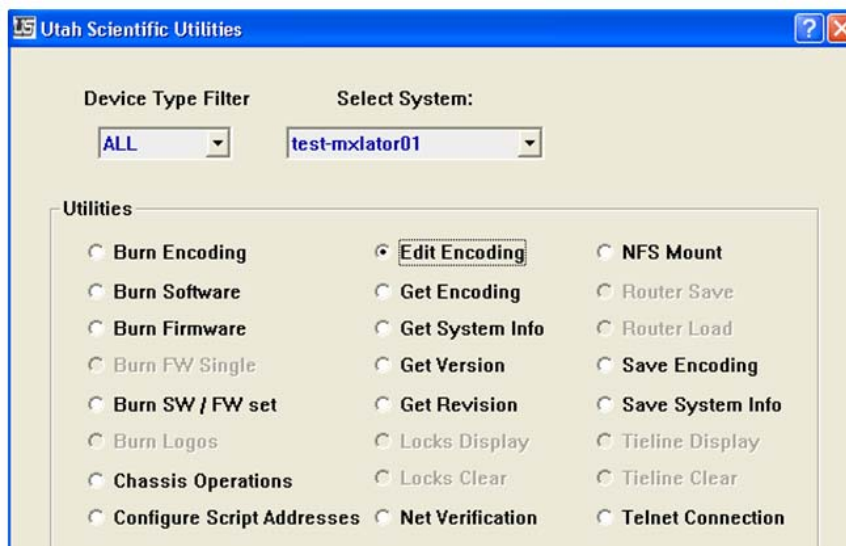 US Utah Scientific Utilities
Device Type Filter Select System:
ALL test-mxlator01
Utilities
Burn Encoding Edit Encoding NFS Mount
Burn Software Get Encoding Router Save
Burn Firmware Get System Info Router Load
Burn FW Single Get Version Save Encoding
Burn SW / FW set Get Revision Save System Info
Burn Logos Locks Display Tieline Display
Chassis Operations Locks Clear Tieline Clear
Configure Script Addresses Net Verification Telnet Connection